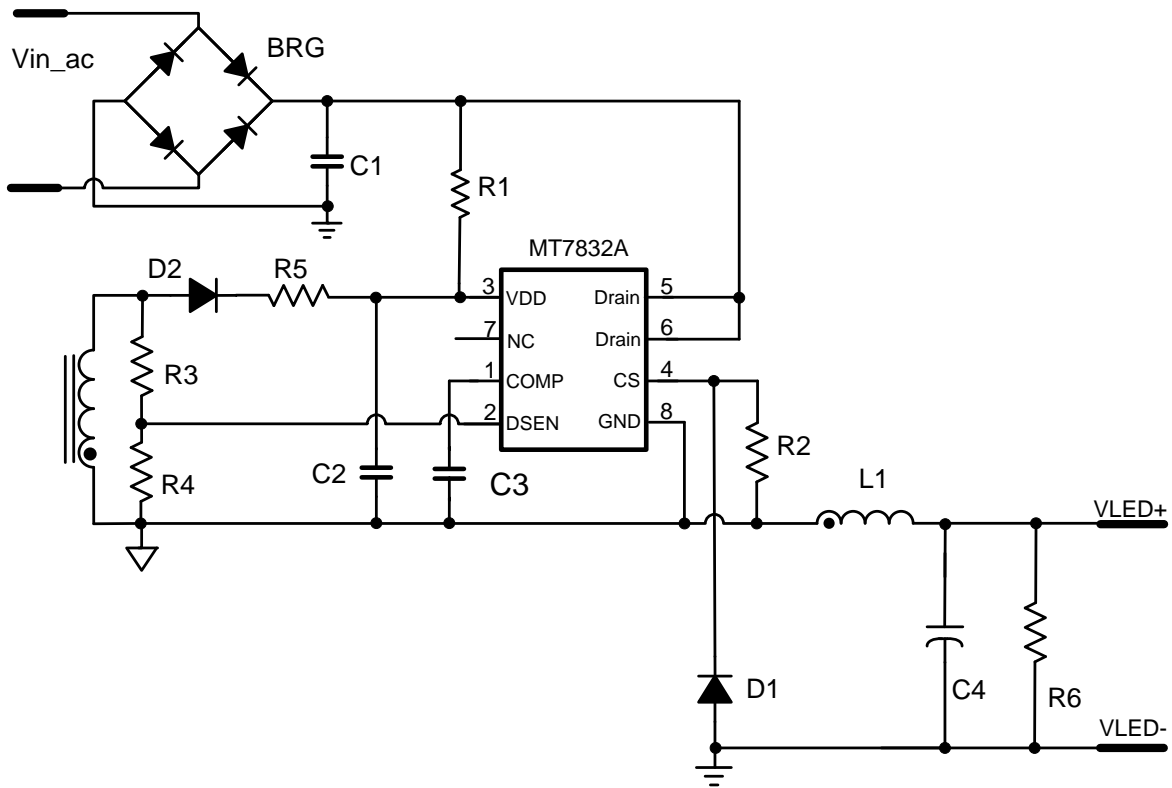 Vin_ac
BRG
C1
R1
MT7832A
D2
R5
3
VDD
Drain
5
7
NC
Drain
6
R3
1
COMP
CS
4
2
DSEN
GND
8
R2
R4
C2
C3
L1
VLED+
D1
C4
R6
VLED-